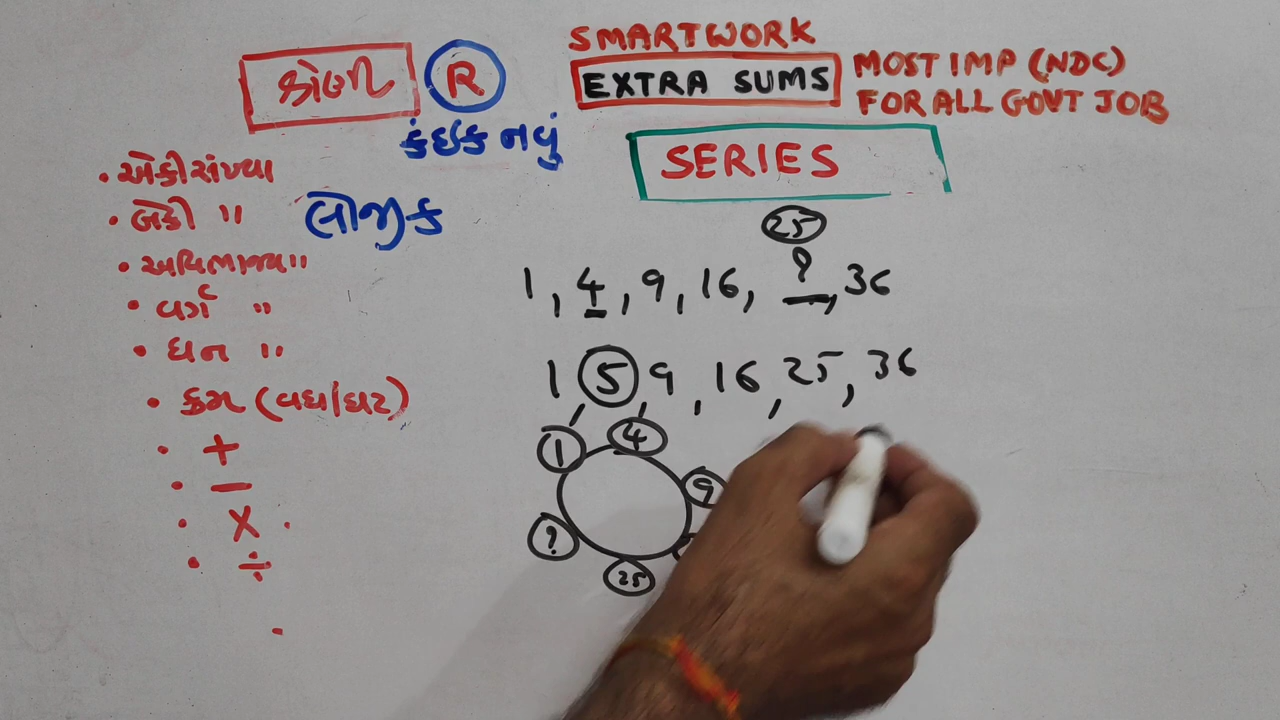 શ્રેણી R
કંઈક નવું
SMARTWORK
EXTRA SUMS
MOST IMP (NDC)
FOR ALL GOVT JOB
SERIES
• એકી સંખ્યા
• બેકી "
• અવિભાજ્ય "
• વર્ગ "
• ઘન "
• ક્રમ (વધ/ઘટ)
• +
• −
• ×
• ÷
લોજીક
25
1, 4, 9, 16, ?, 36
1, 5, 9, 16, 25, 36
1
4
9
25
?